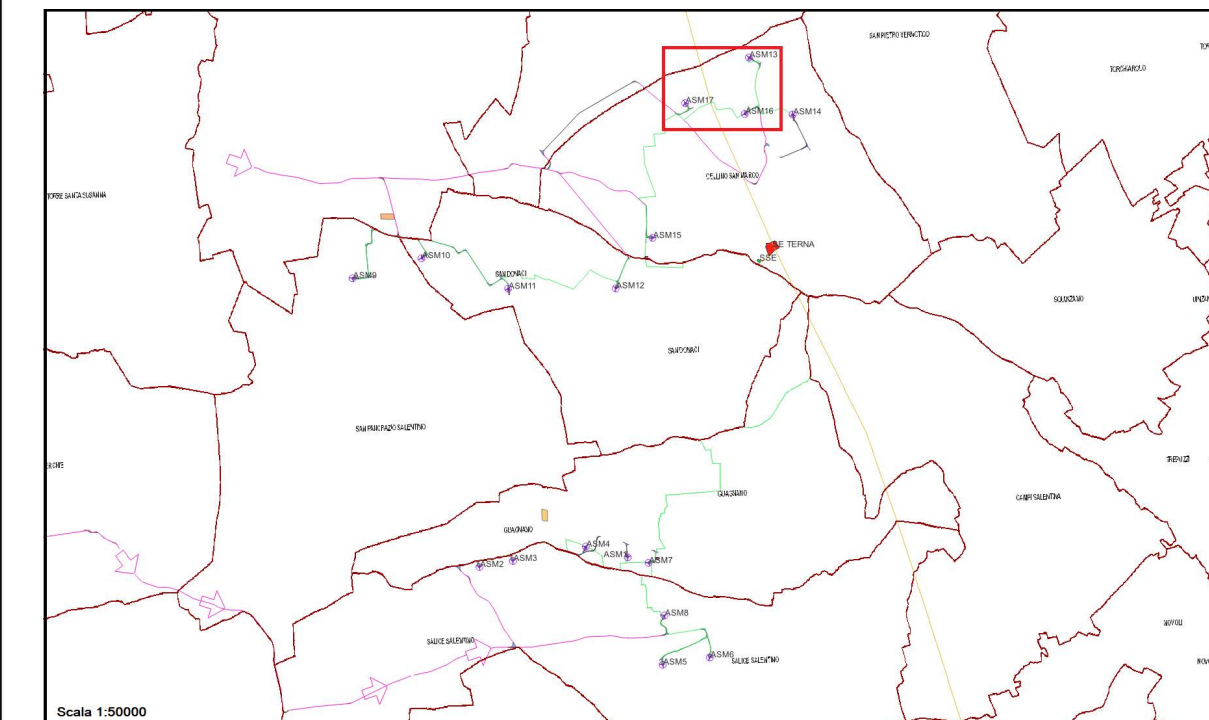 SAN PIETRO VERNOTICO
TORCHIAROLO
ASM13
ASM17
ASM16
ASM14
CELLINO SAN MARCO
TORRE SANTA SUSANNA
ASM15
SE TERNA
SSE
ASM10
ASM9
SANDONACI
ASM11
ASM12
SQUINZANO
SANDONACI
SAN PANCRAZIO SALENTINO
TREPUZZI
GUAGNANO
CAMPI SALENTINA
GUAGNANO
ASM4
ASM3
ASM2
ASM1
ASM7
ASM8
NOVOLI
SALICE SALENTINO
ASM6
ASM5
SALICE SALENTINO
Scala 1:50000